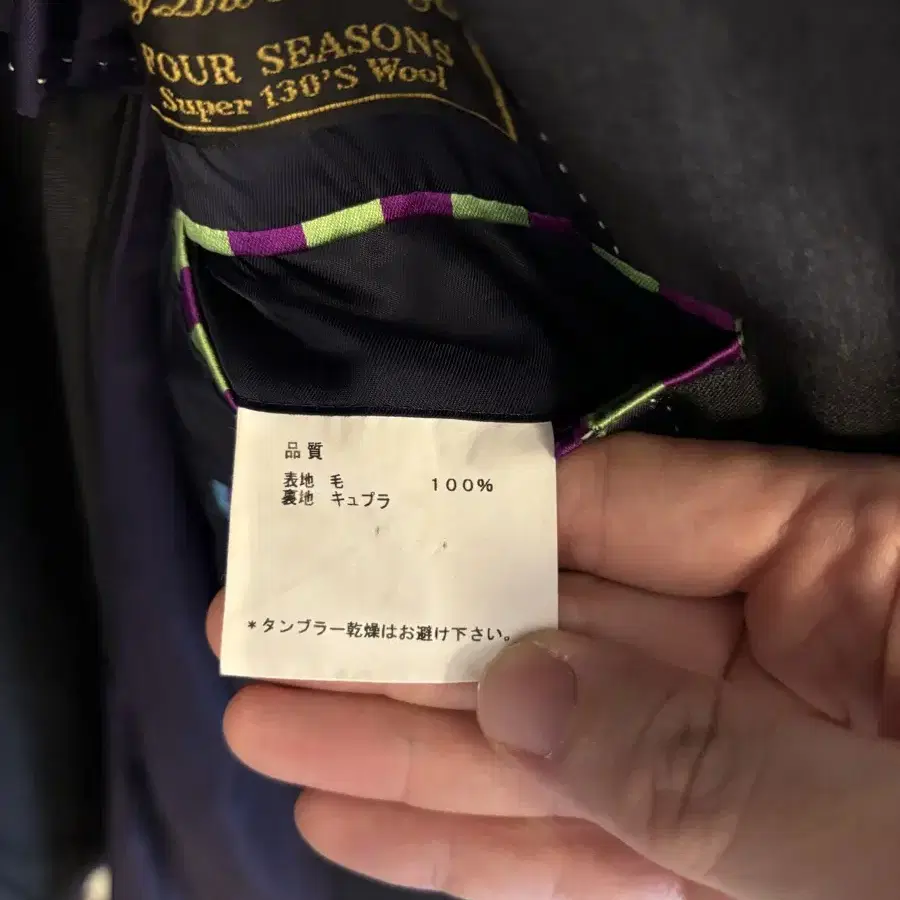 FOUR SEASONS
Super 130'S Wool
品質
表地 毛 100%
裏地 キュプラ
*タンブラー乾燥はお避け下さい。